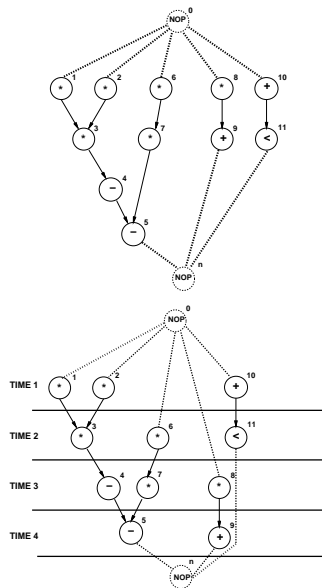 0
NOP
1 2 6 8 10
* * * * +
3 7 9 11
* * + <
4
−
5
−
n
NOP
0
NOP
TIME 1 * 1 * 2 + 10
TIME 2 * 3 * 6 < 11
TIME 3 − 4 * 7 * 8
TIME 4 − 5 + 9
n
NOP